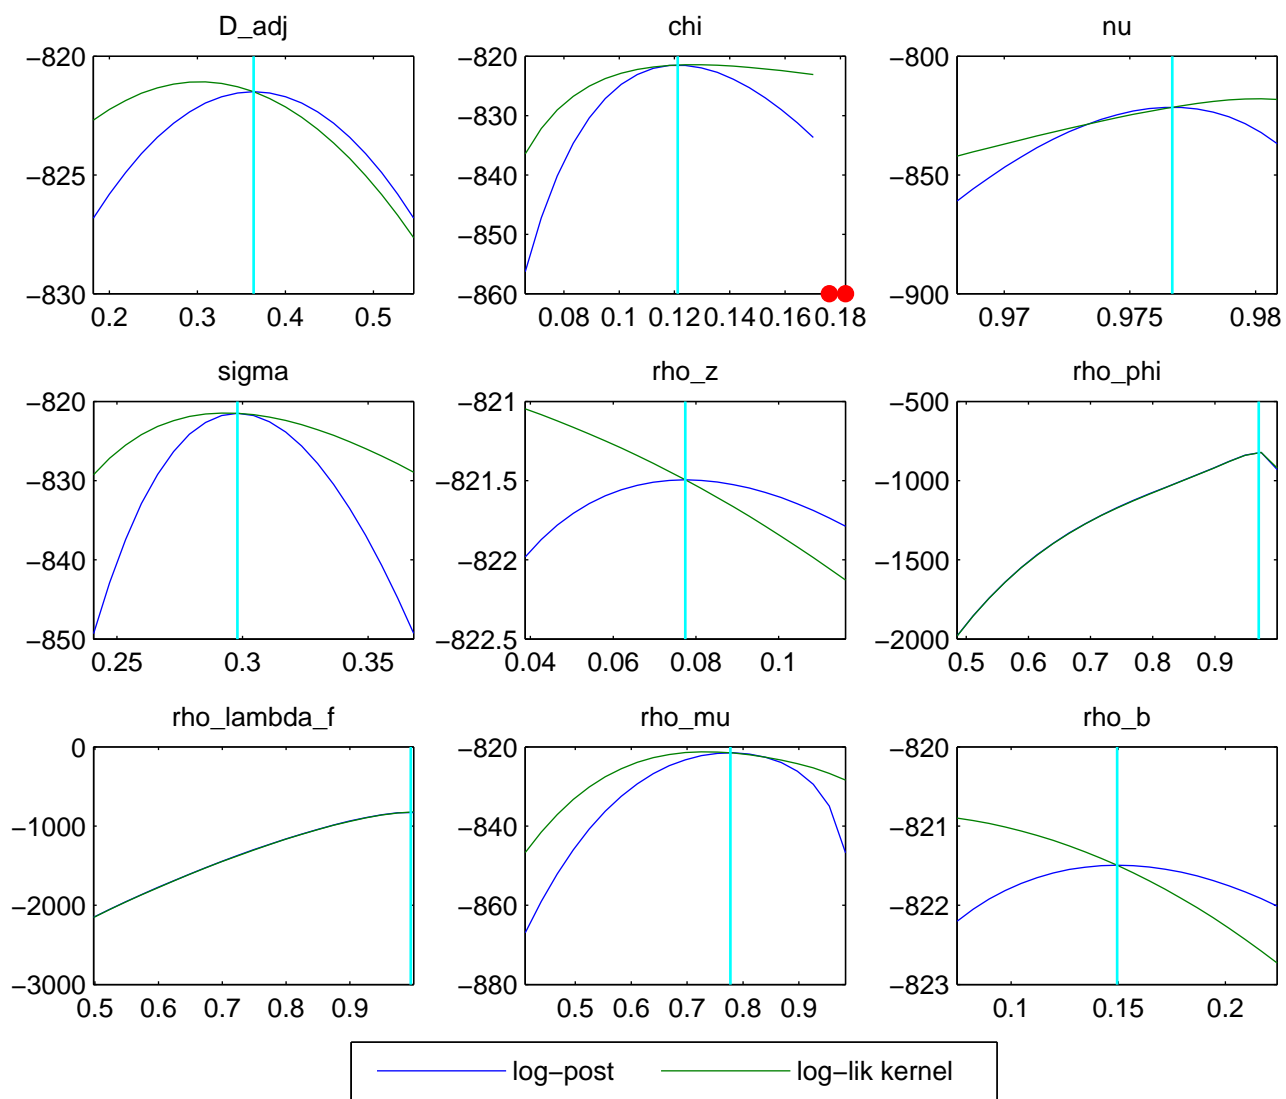 D_adj
−820
−825
−830
0.2 0.3 0.4 0.5
chi
−820
−830
−840
−850
−860
0.08 0.1 0.12 0.14 0.16 0.18
nu
−800
−850
−900
0.97 0.975 0.98
sigma
−820
−830
−840
−850
0.25 0.3 0.35
rho_z
−821
−821.5
−822
−822.5
0.04 0.06 0.08 0.1
rho_phi
−500
−1000
−1500
−2000
0.5 0.6 0.7 0.8 0.9
rho_lambda_f
0
−1000
−2000
−3000
0.5 0.6 0.7 0.8 0.9
rho_mu
−820
−840
−860
−880
0.5 0.6 0.7 0.8 0.9
rho_b
−820
−821
−822
−823
0.1 0.15 0.2
log−post log−lik kernel